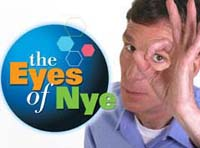 the
Eyes
of Nye